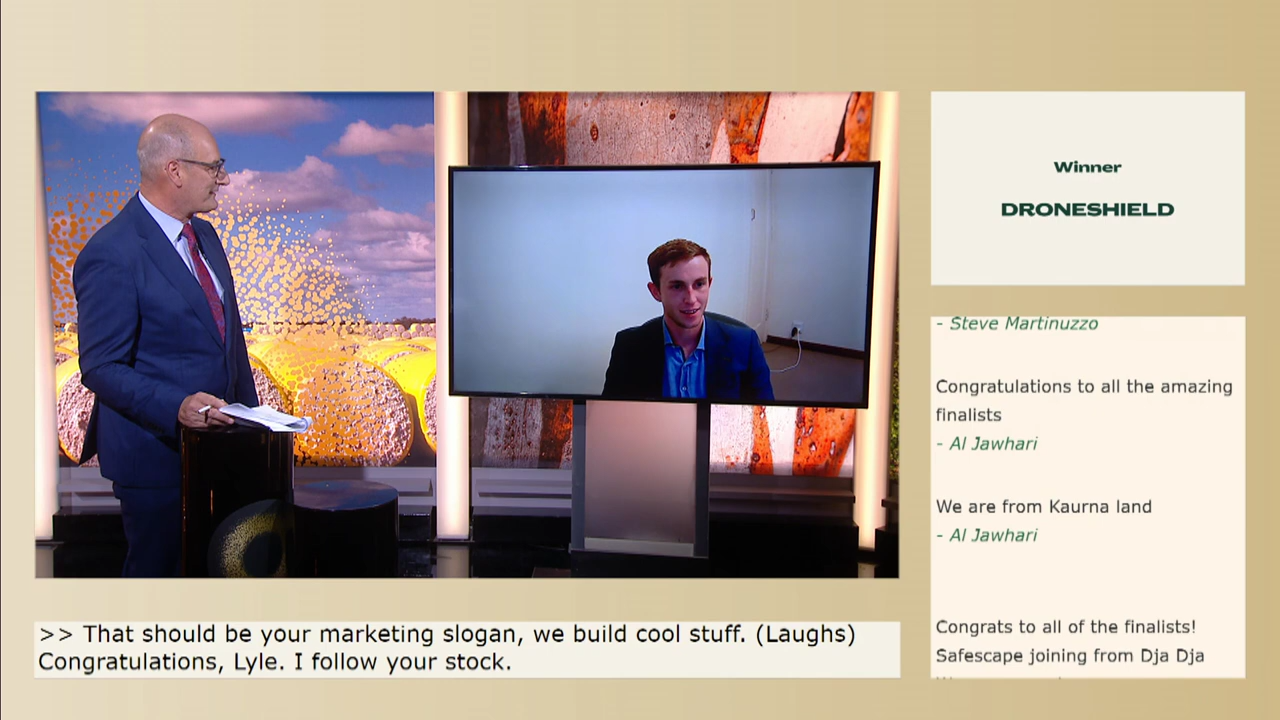 Winner
DRONESHIELD
- Steve Martinuzzo
Congratulations to all the amazing
finalists
- Al Jawhari
We are from Kaurna land
- Al Jawhari
Congrats to all of the finalists!
Safescape joining from Dja Dja
>> That should be your marketing slogan, we build cool stuff. (Laughs)
Congratulations, Lyle. I follow your stock.